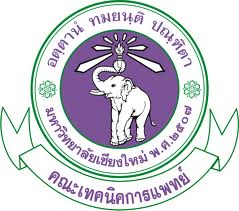 อตฺตานํ ทมยนฺติ ปณฺฑิตา
มหาวิทยาลัยเชียงใหม่ พ.ศ.๒๕๐๗
คณะเทคนิคการแพทย์